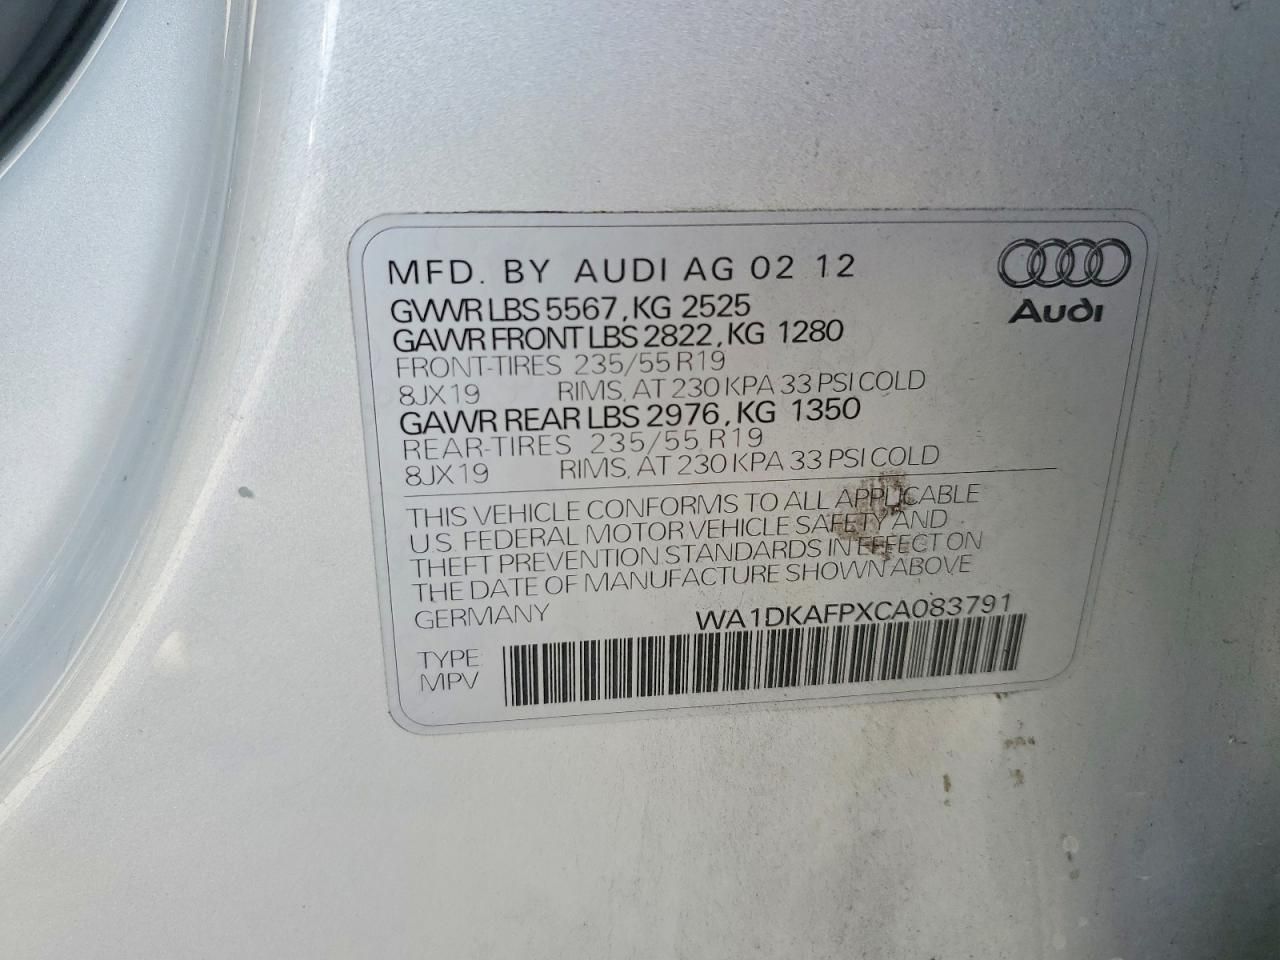 MFD. BY AUDI AG 02 12
Audi
GVWR LBS 5567, KG 2525
GAWR FRONT LBS 2822, KG 1280
FRONT-TIRES 235/55 R19
8JX19 RIMS, AT 230 KPA 33 PSI COLD
GAWR REAR LBS 2976, KG 1350
REAR-TIRES 235/55 R19
8JX19 RIMS, AT 230 KPA 33 PSI COLD
THIS VEHICLE CONFORMS TO ALL APPLICABLE
U.S. FEDERAL MOTOR VEHICLE SAFETY AND
THEFT PREVENTION STANDARDS IN EFFECT ON
THE DATE OF MANUFACTURE SHOWN ABOVE
GERMANY WA1DKAFPXCA083791
TYPE
MPV